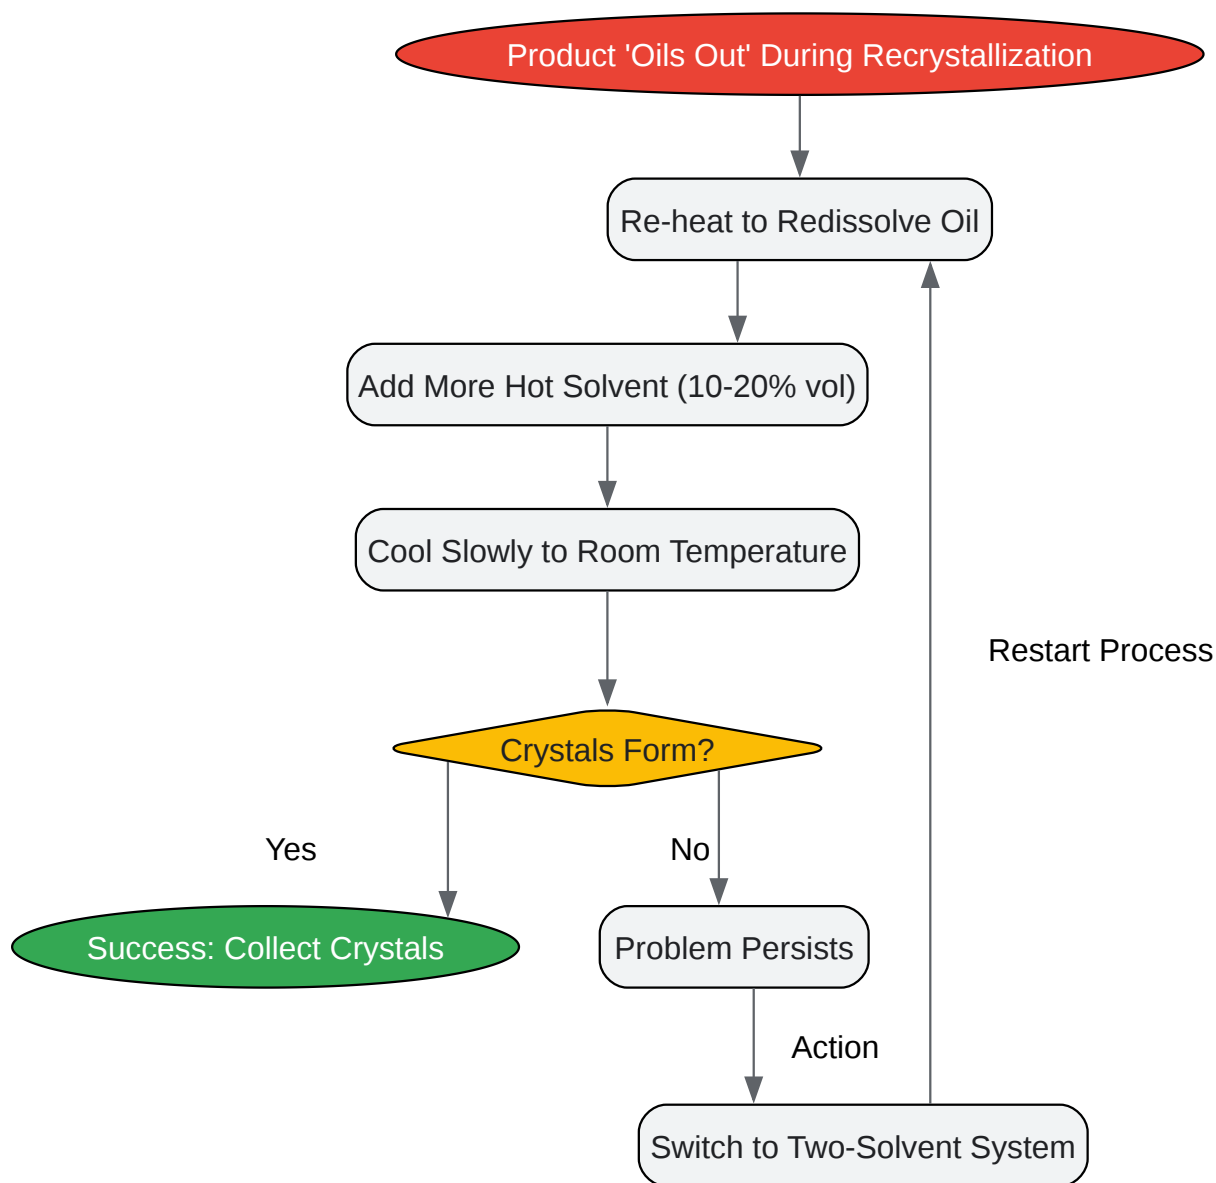 Product 'Oils Out' During Recrystallization
Re-heat to Redissolve Oil
Add More Hot Solvent (10-20% vol)
Cool Slowly to Room Temperature
Restart Process
Crystals Form?
Yes
No
Success: Collect Crystals
Problem Persists
Action
Switch to Two-Solvent System